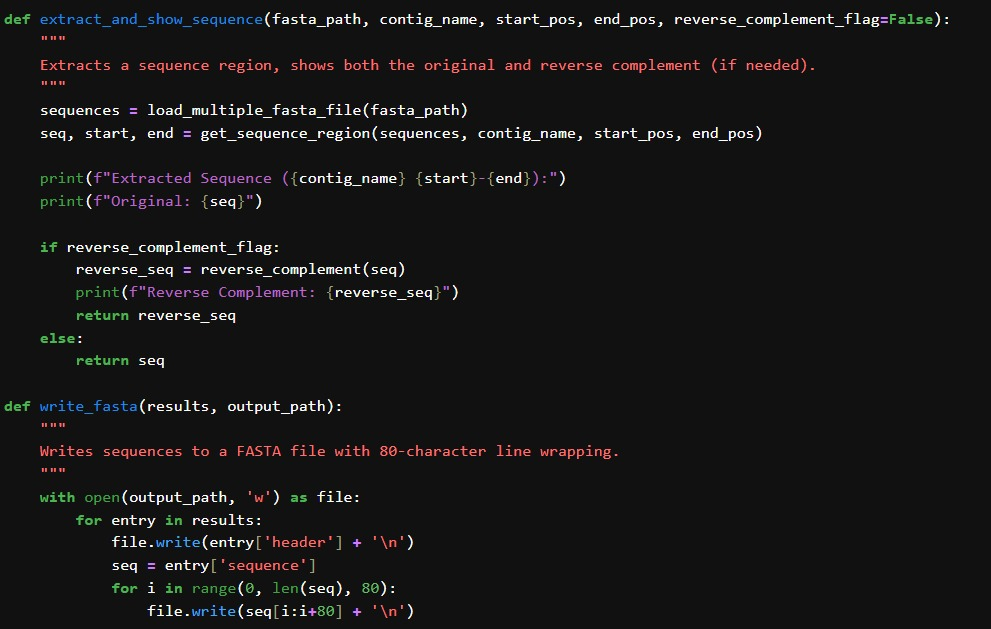 def extract_and_show_sequence(fasta_path, contig_name, start_pos, end_pos, reverse_complement_flag=False):
    """
    Extracts a sequence region, shows both the original and reverse complement (if needed).
    """
    sequences = load_multiple_fasta_file(fasta_path)
    seq, start, end = get_sequence_region(sequences, contig_name, start_pos, end_pos)

    print(f"Extracted Sequence ({contig_name} {start}-{end}):")
    print(f"Original: {seq}")

    if reverse_complement_flag:
        reverse_seq = reverse_complement(seq)
        print(f"Reverse Complement: {reverse_seq}")
        return reverse_seq
    else:
        return seq

def write_fasta(results, output_path):
    """
    Writes sequences to a FASTA file with 80-character line wrapping.
    """
    with open(output_path, 'w') as file:
        for entry in results:
            file.write(entry['header'] + '\n')
            seq = entry['sequence']
            for i in range(0, len(seq), 80):
                file.write(seq[i:i+80] + '\n')